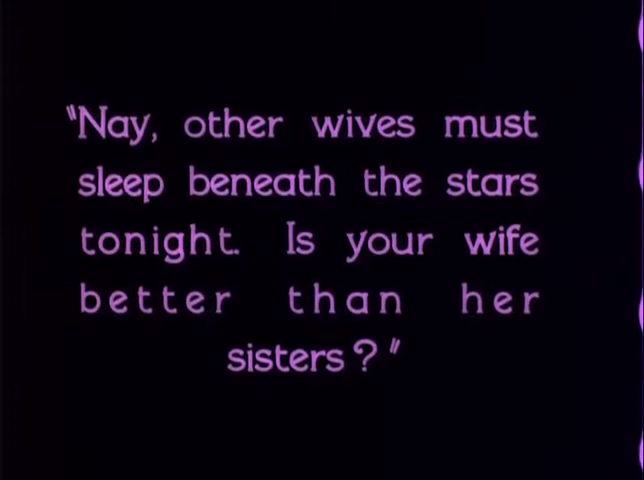 "Nay, other wives must
sleep beneath the stars
tonight. Is your wife
better than her
sisters?"